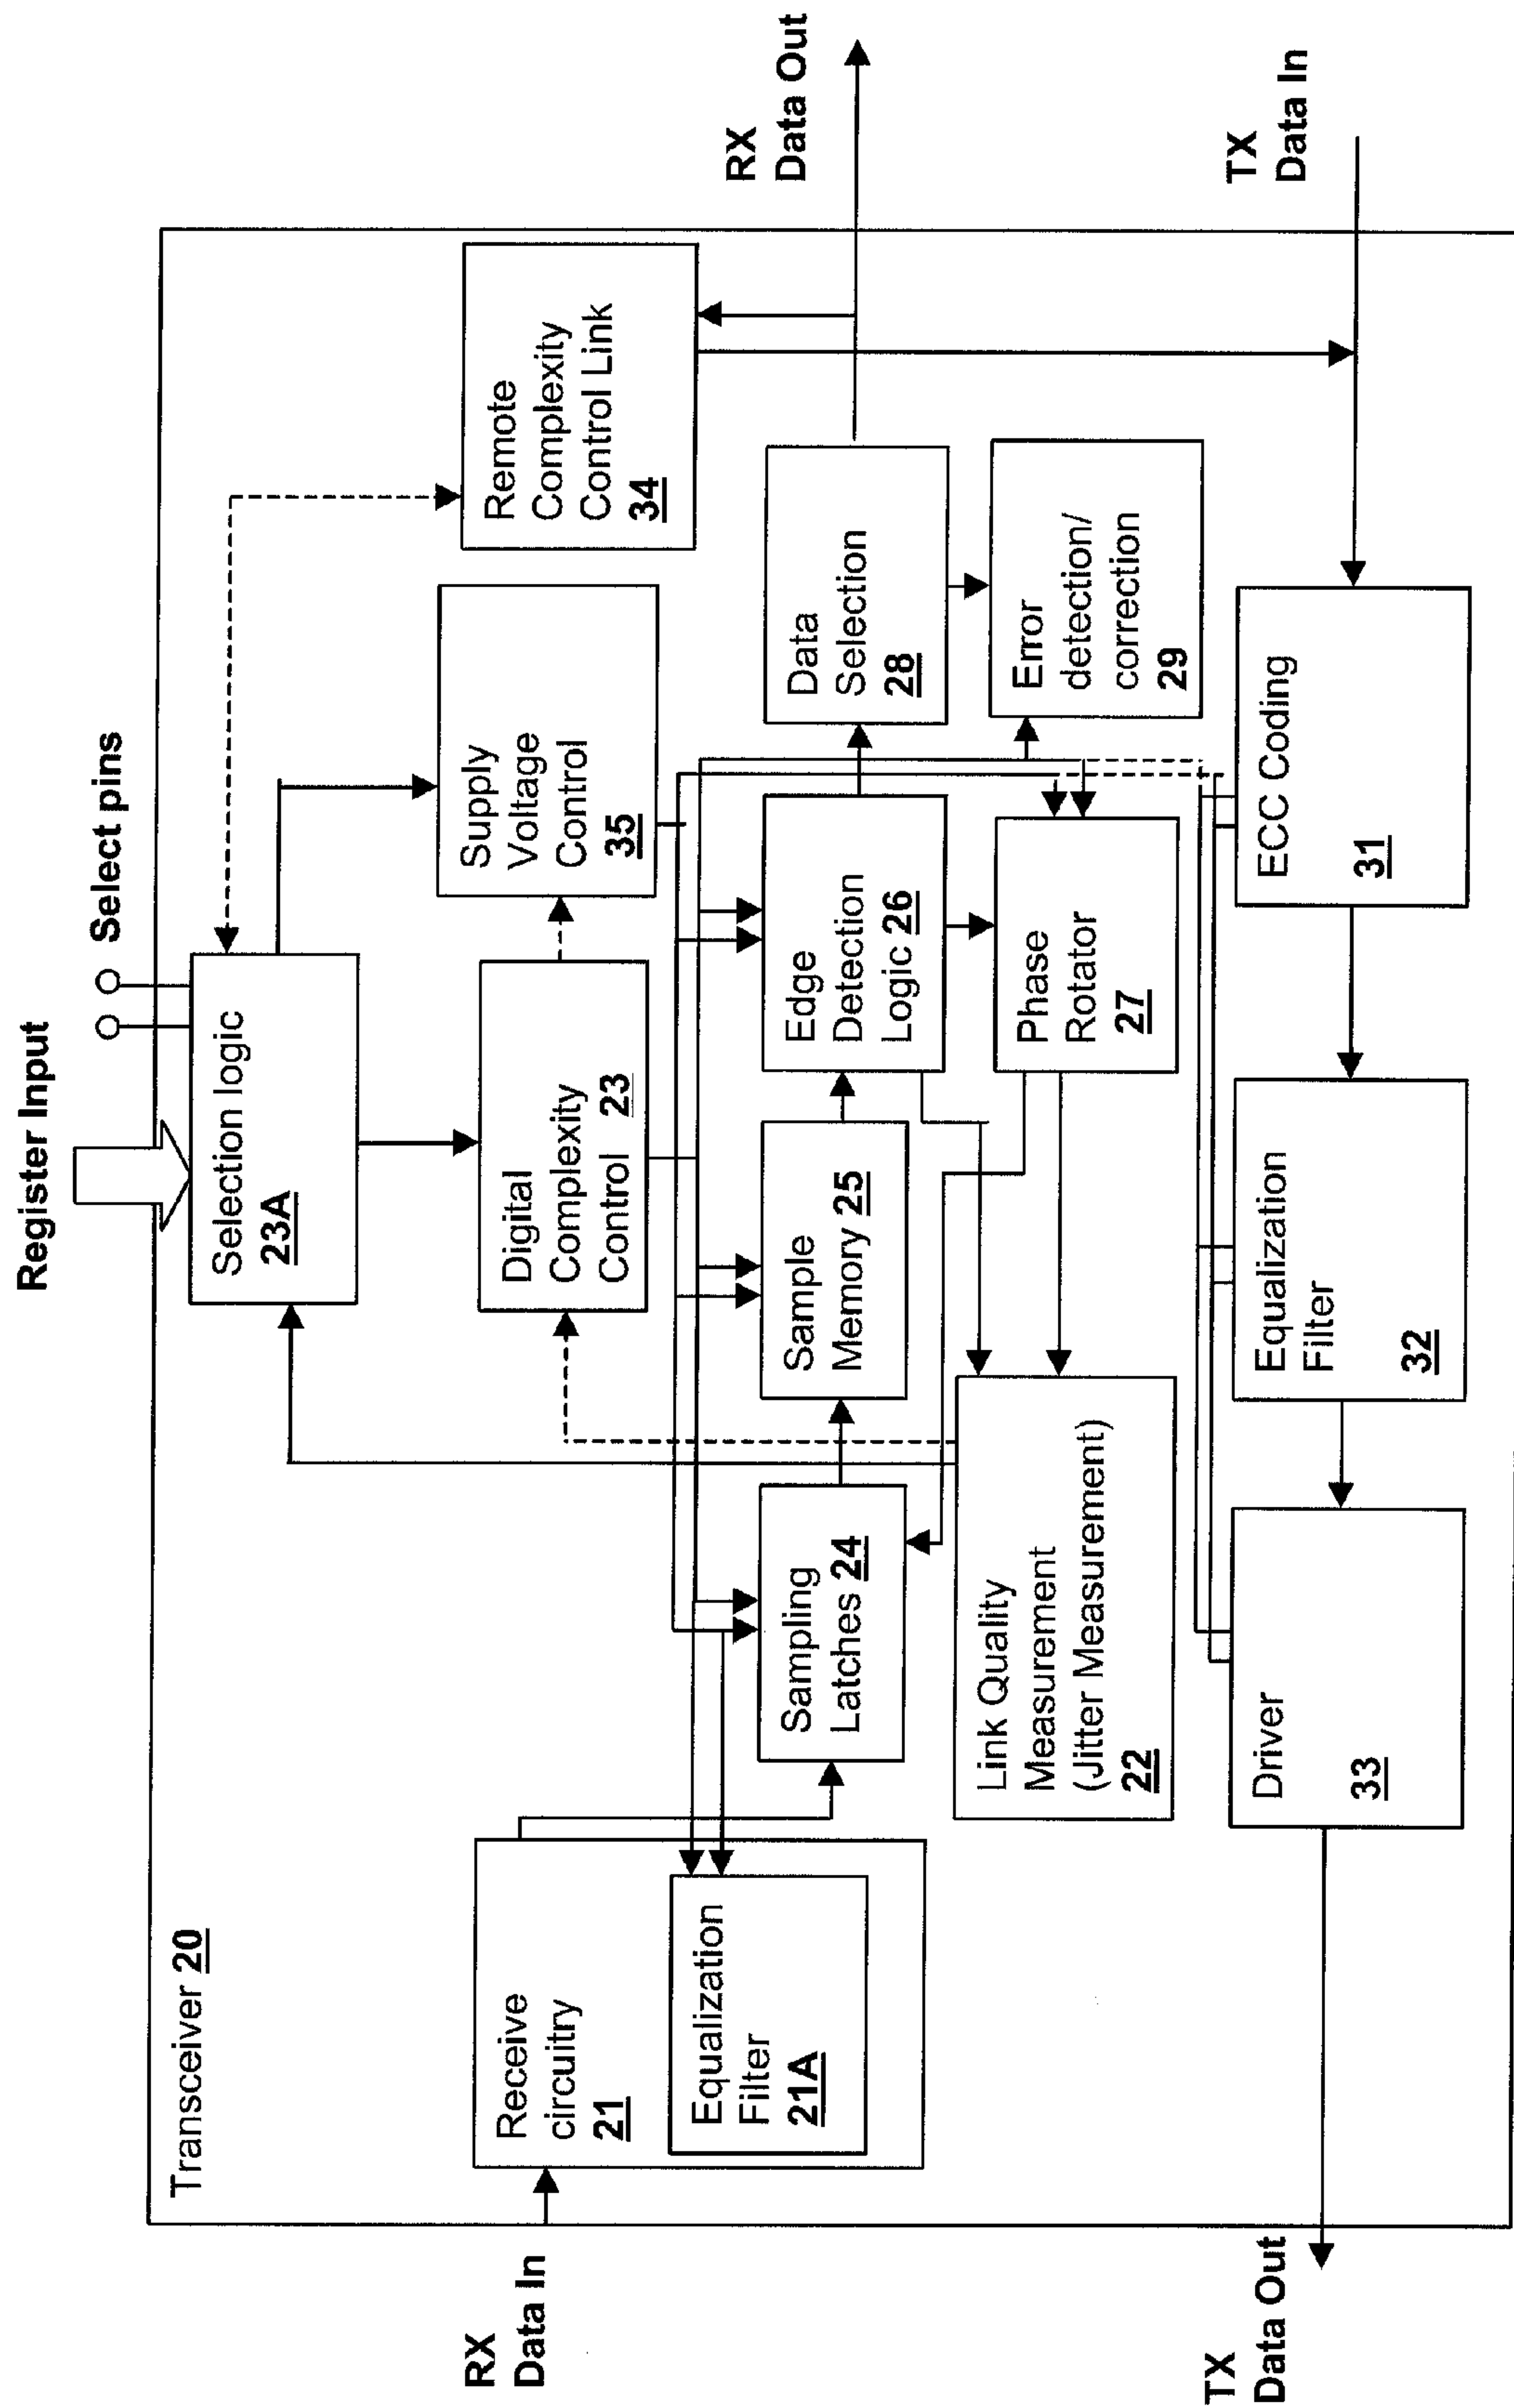 Register Input
Select pins
Transceiver 20
Selection logic
23A
RX
Data In
Receive
circuitry
21
Equalization
Filter
21A
Digital
Complexity
Control 23
Supply
Voltage
Control
35
Remote
Complexity
Control Link
34
Sampling
Latches 24
Sample
Memory 25
Edge
Detection
Logic 26
Data
Selection
28
RX
Data Out
Link Quality
Measurement
(Jitter Measurement)
22
Phase
Rotator
27
Error
detection/
correction
29
TX
Data Out
Driver
33
Equalization
Filter
32
ECC Coding
31
TX
Data In